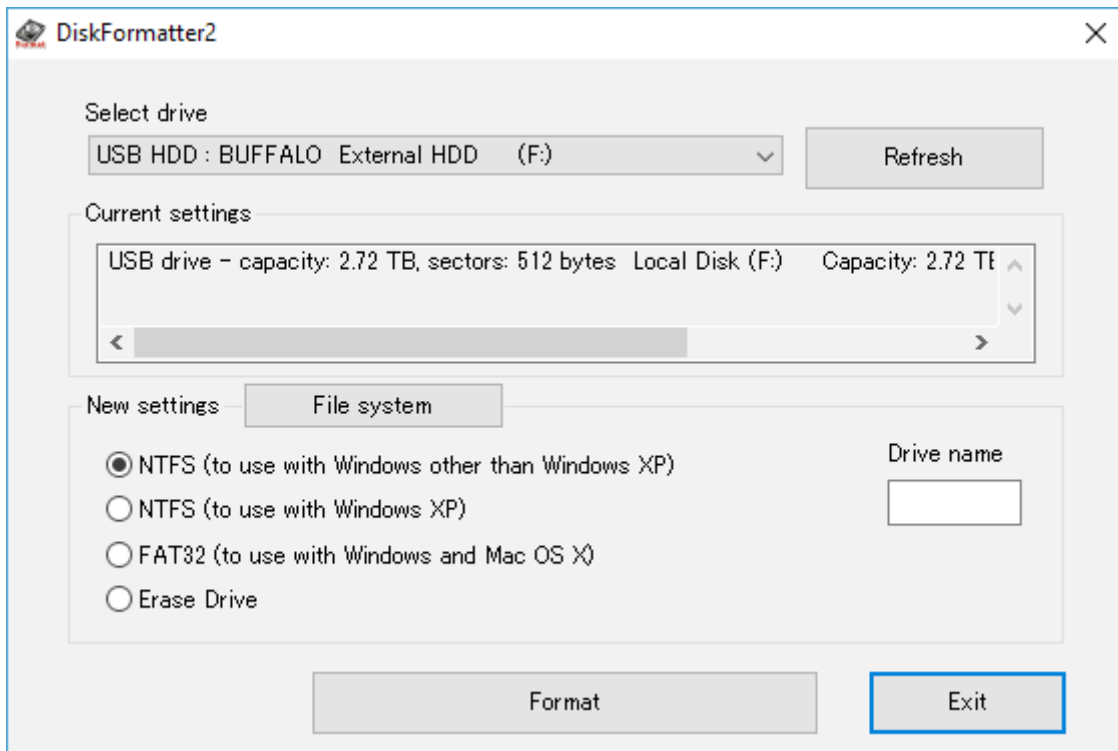 DiskFormatter2
Select drive
USB HDD : BUFFALO External HDD (F:)
Refresh
Current settings
USB drive - capacity: 2.72 TB, sectors: 512 bytes Local Disk (F:) Capacity: 2.72
New settings
File system
NTFS (to use with Windows other than Windows XP)
Drive name
NTFS (to use with Windows XP)
FAT32 (to use with Windows and Mac OS X)
Erase Drive
Format
Exit